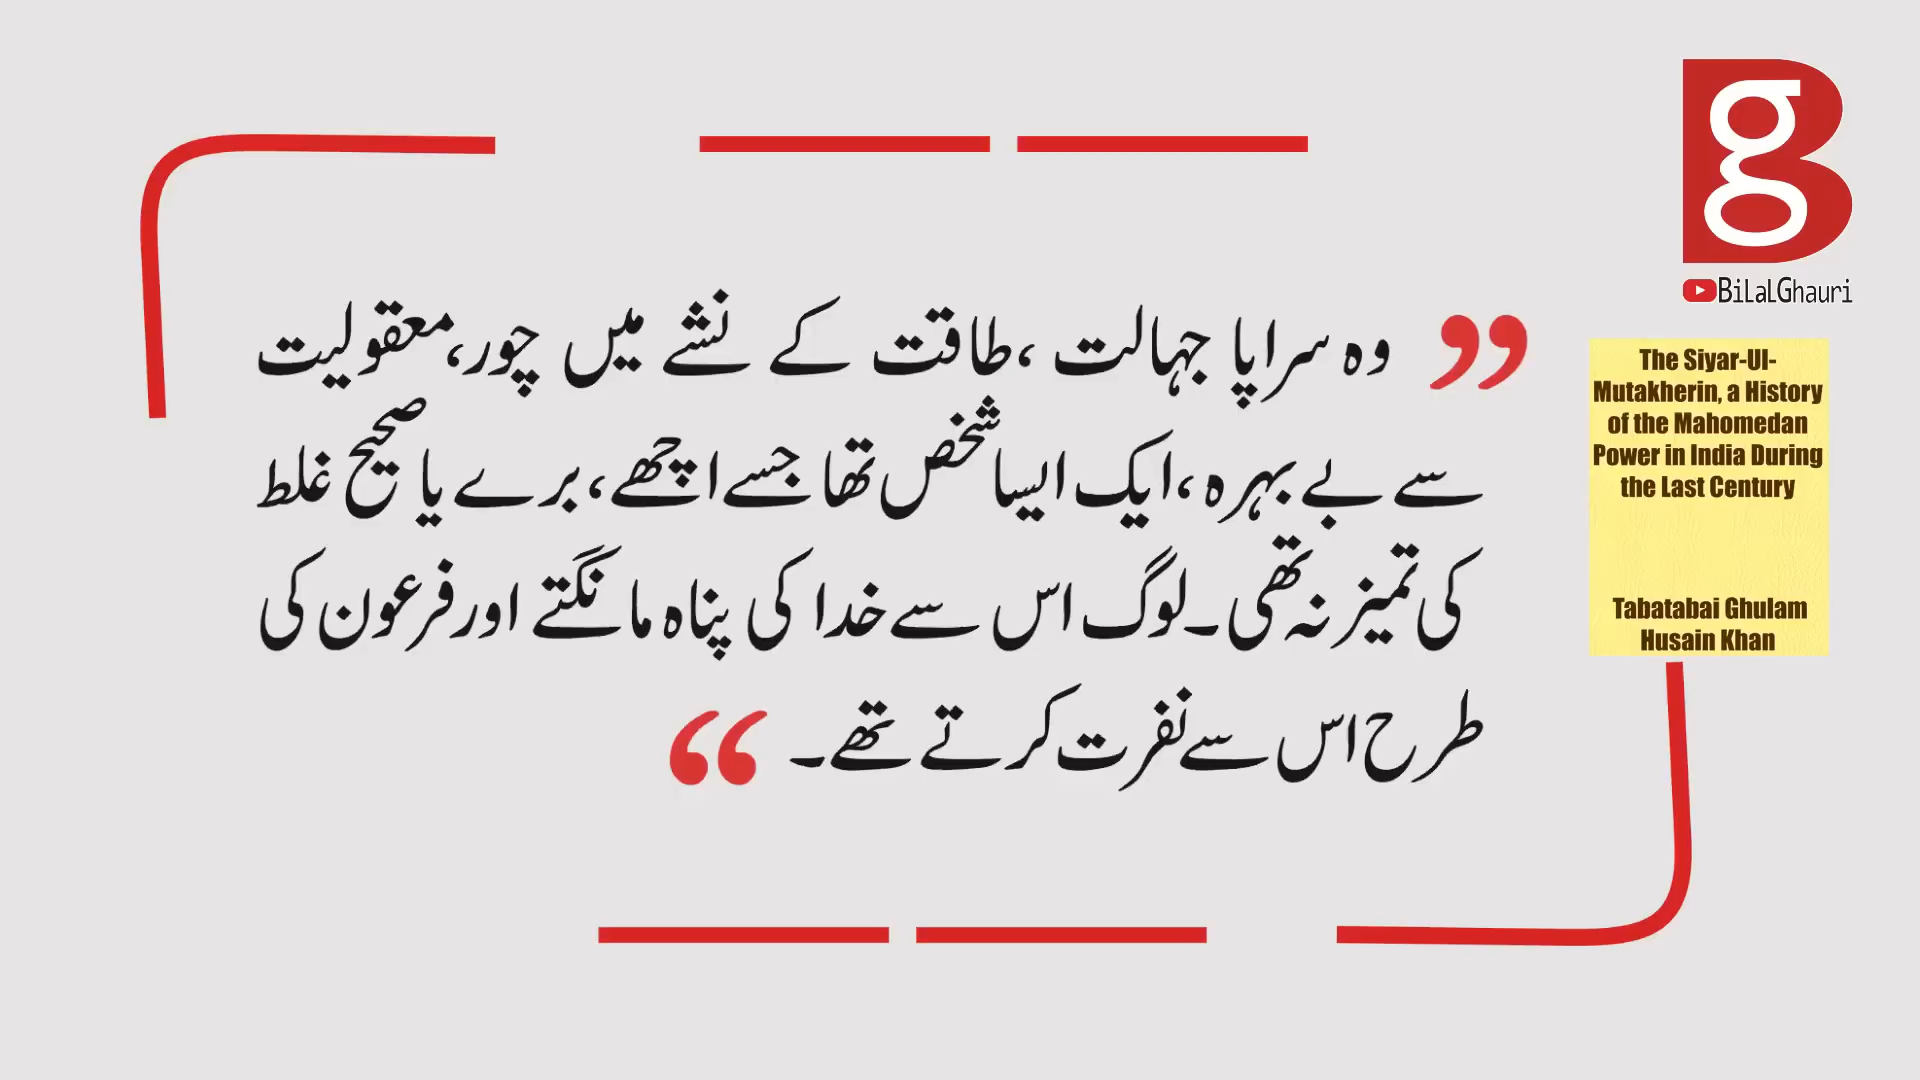 BiLaLGhauri
وہ سراپا جہالت ،طاقت کے نشے میں چور،معقولیت
سے بے بہرہ ،ایک ایسا شخص تھا جسے اچھے، برے یا صحیح غلط
کی تمیز نہ تھی۔لوگ اس سے خدا کی پناہ مانگتے اور فرعون کی
طرح اس سے نفرت کرتے تھے۔
The Siyar-Ul-
Mutakherin, a History
of the Mahomedan
Power in India During
the Last Century
Tabatabai Ghulam
Husain Khan